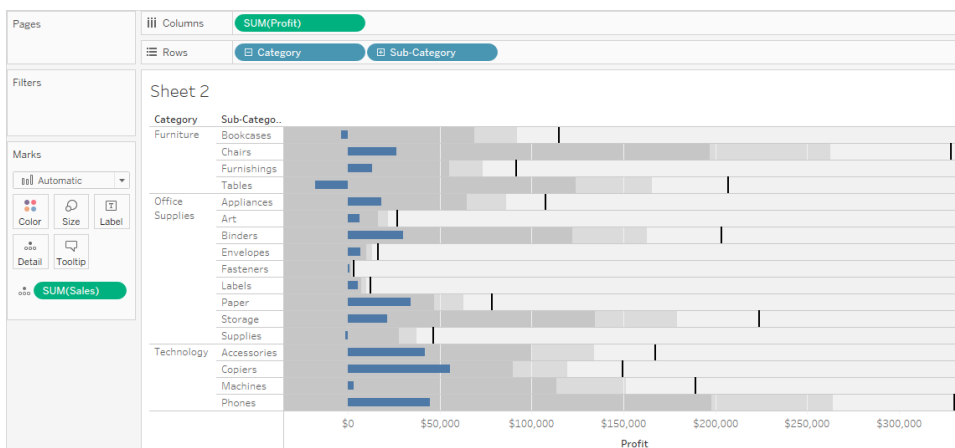 Pages
Columns
SUM(Profit)
Rows
Category
Sub-Category
Filters
Sheet 2
Category
Sub-Catego..
Furniture
Bookcases
Chairs
Furnishings
Tables
Marks
Automatic
Color
Size
Label
Detail
Tooltip
SUM(Sales)
Office
Supplies
Appliances
Art
Binders
Envelopes
Fasteners
Labels
Paper
Storage
Supplies
Technology
Accessories
Copiers
Machines
Phones
$0
$50,000
$100,000
$150,000
$200,000
$250,000
$300,000
Profit